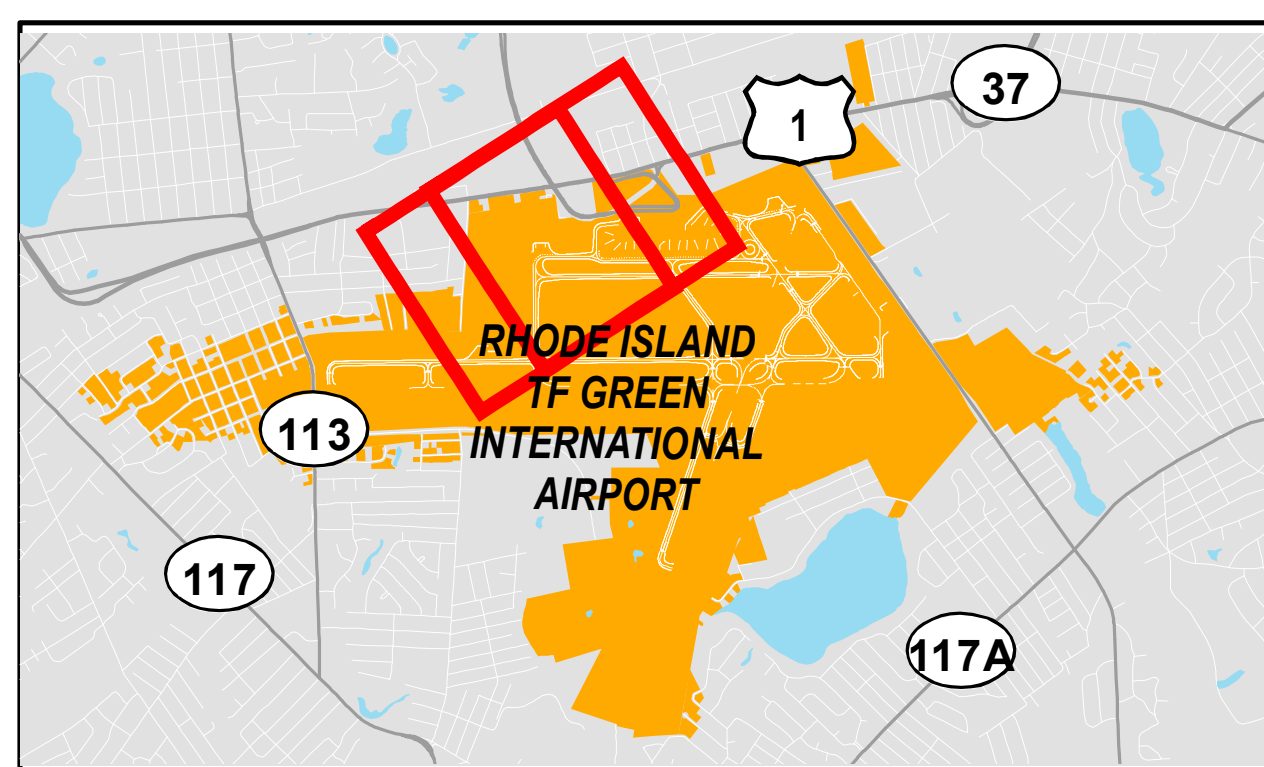 37
1
RHODE ISLAND
TF GREEN
INTERNATIONAL
AIRPORT
113
117
117A